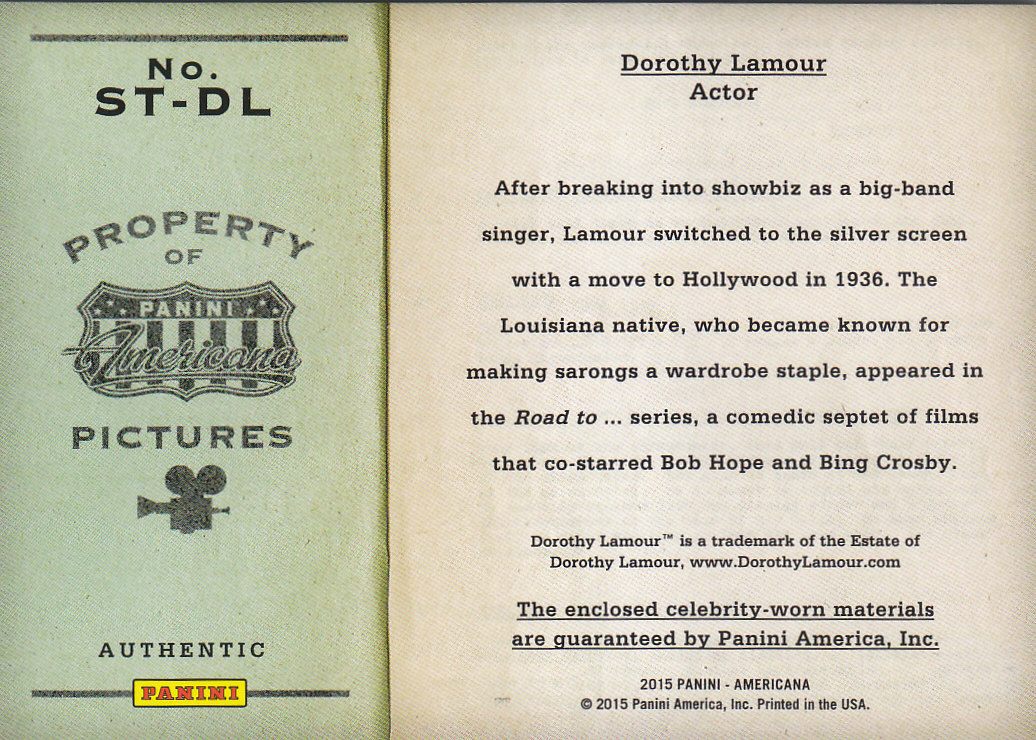 No.
ST-DL
PROPERTY
OF
PANINI
Americana
PICTURES
AUTHENTIC
PANINI
Dorothy Lamour
Actor
After breaking into showbiz as a big-band
singer, Lamour switched to the silver screen
with a move to Hollywood in 1936. The
Louisiana native, who became known for
making sarongs a wardrobe staple, appeared in
the Road to ... series, a comedic septet of films
that co-starred Bob Hope and Bing Crosby.
Dorothy Lamour™ is a trademark of the Estate of
Dorothy Lamour, www.DorothyLamour.com
The enclosed celebrity-worn materials
are guaranteed by Panini America, Inc.
2015 PANINI - AMERICANA
© 2015 Panini America, Inc. Printed in the USA.